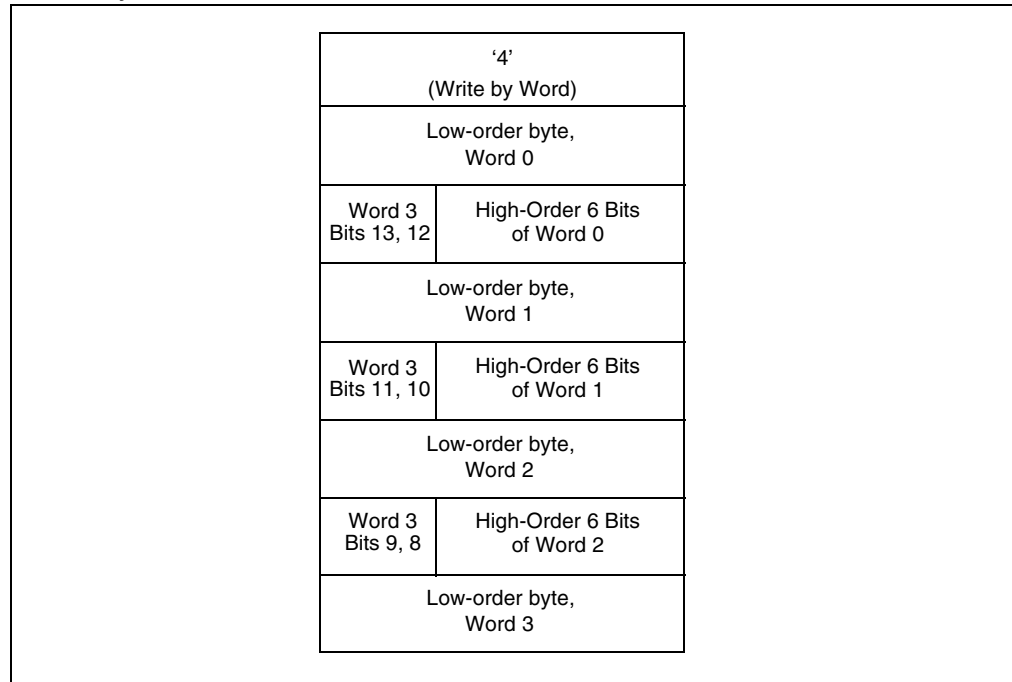 ‘4’
(Write by Word)
Low-order byte,
Word 0
Word 3
Bits 13, 12
High-Order 6 Bits
of Word 0
Low-order byte,
Word 1
Word 3
Bits 11, 10
High-Order 6 Bits
of Word 1
Low-order byte,
Word 2
Word 3
Bits 9, 8
High-Order 6 Bits
of Word 2
Low-order byte,
Word 3